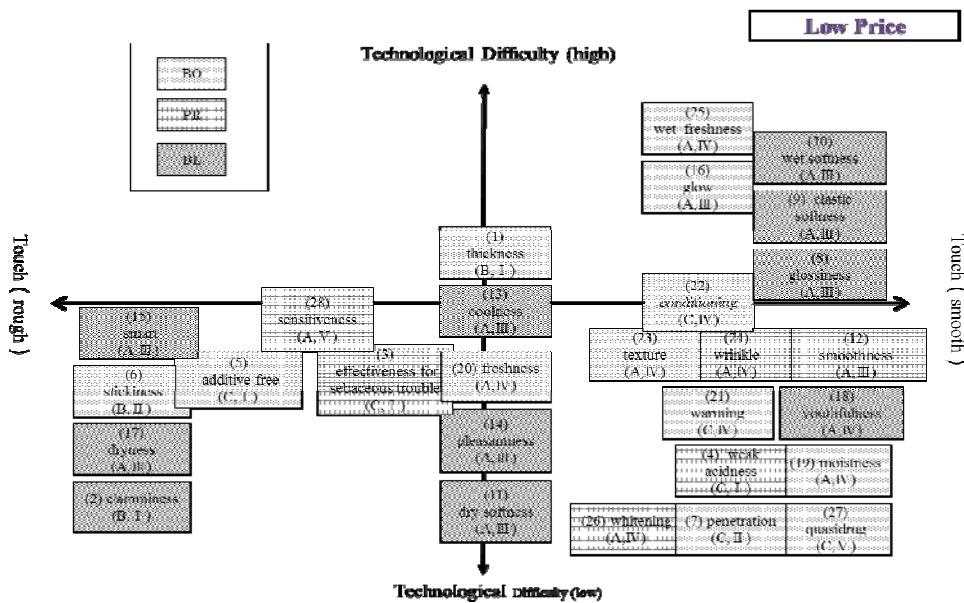 Low Price
Technological Difficulty (high)
BO
PR
BL
(25)
wet freshness
(A,IV)
(10)
wet softness
(A,III)
(16)
glow
(A,III)
(9) elastic
softness
(A,III)
(1)
thickness
(B, I )
(8)
glossiness
(A,III)
Touch ( rough )
Touch ( smooth )
(22)
conditioning
(C,IV)
(13)
coolness
(A,III)
(28)
sensitiveness
(A, V )
(15)
(A,III)
(23)
texture
(A,IV)
(24)
wrinkle
(A,IV)
(12)
smoothness
(A,III)
(3)
effectiveness for
sebaceous trouble
(C, I )
(20) freshness
(A,IV)
(5)
additive free
(C, I )
(6)
stickiness
(B,II)
(21)
warming
(C,IV)
(18)
youthfulness
(A,IV)
(17)
dryness
(A,III)
(14)
pleasantness
(A,III)
(4) weak
acidness
(C, I )
(19) moistness
(A,IV)
(2) clamminess
(B, I )
(11)
dry softness
(A,III)
(26) whitening
(A,IV)
(7) penetration
(C,II)
(27)
quasidrug
(C, V )
Technological Difficulty (low)